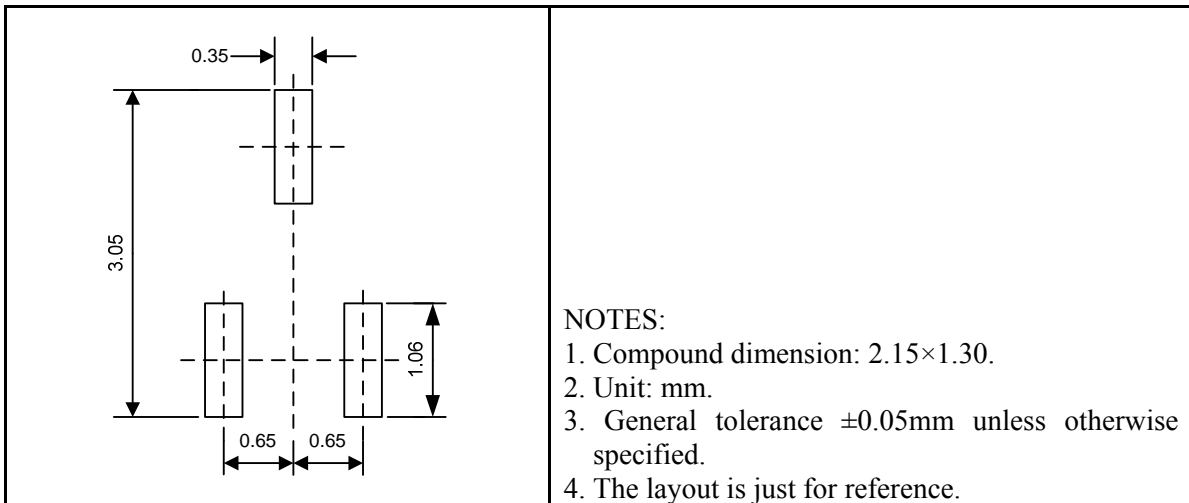 0.35
3.05
1.06
0.65 0.65
NOTES:
1. Compound dimension: 2.15×1.30.
2. Unit: mm.
3. General tolerance ±0.05mm unless otherwise
specified.
4. The layout is just for reference.